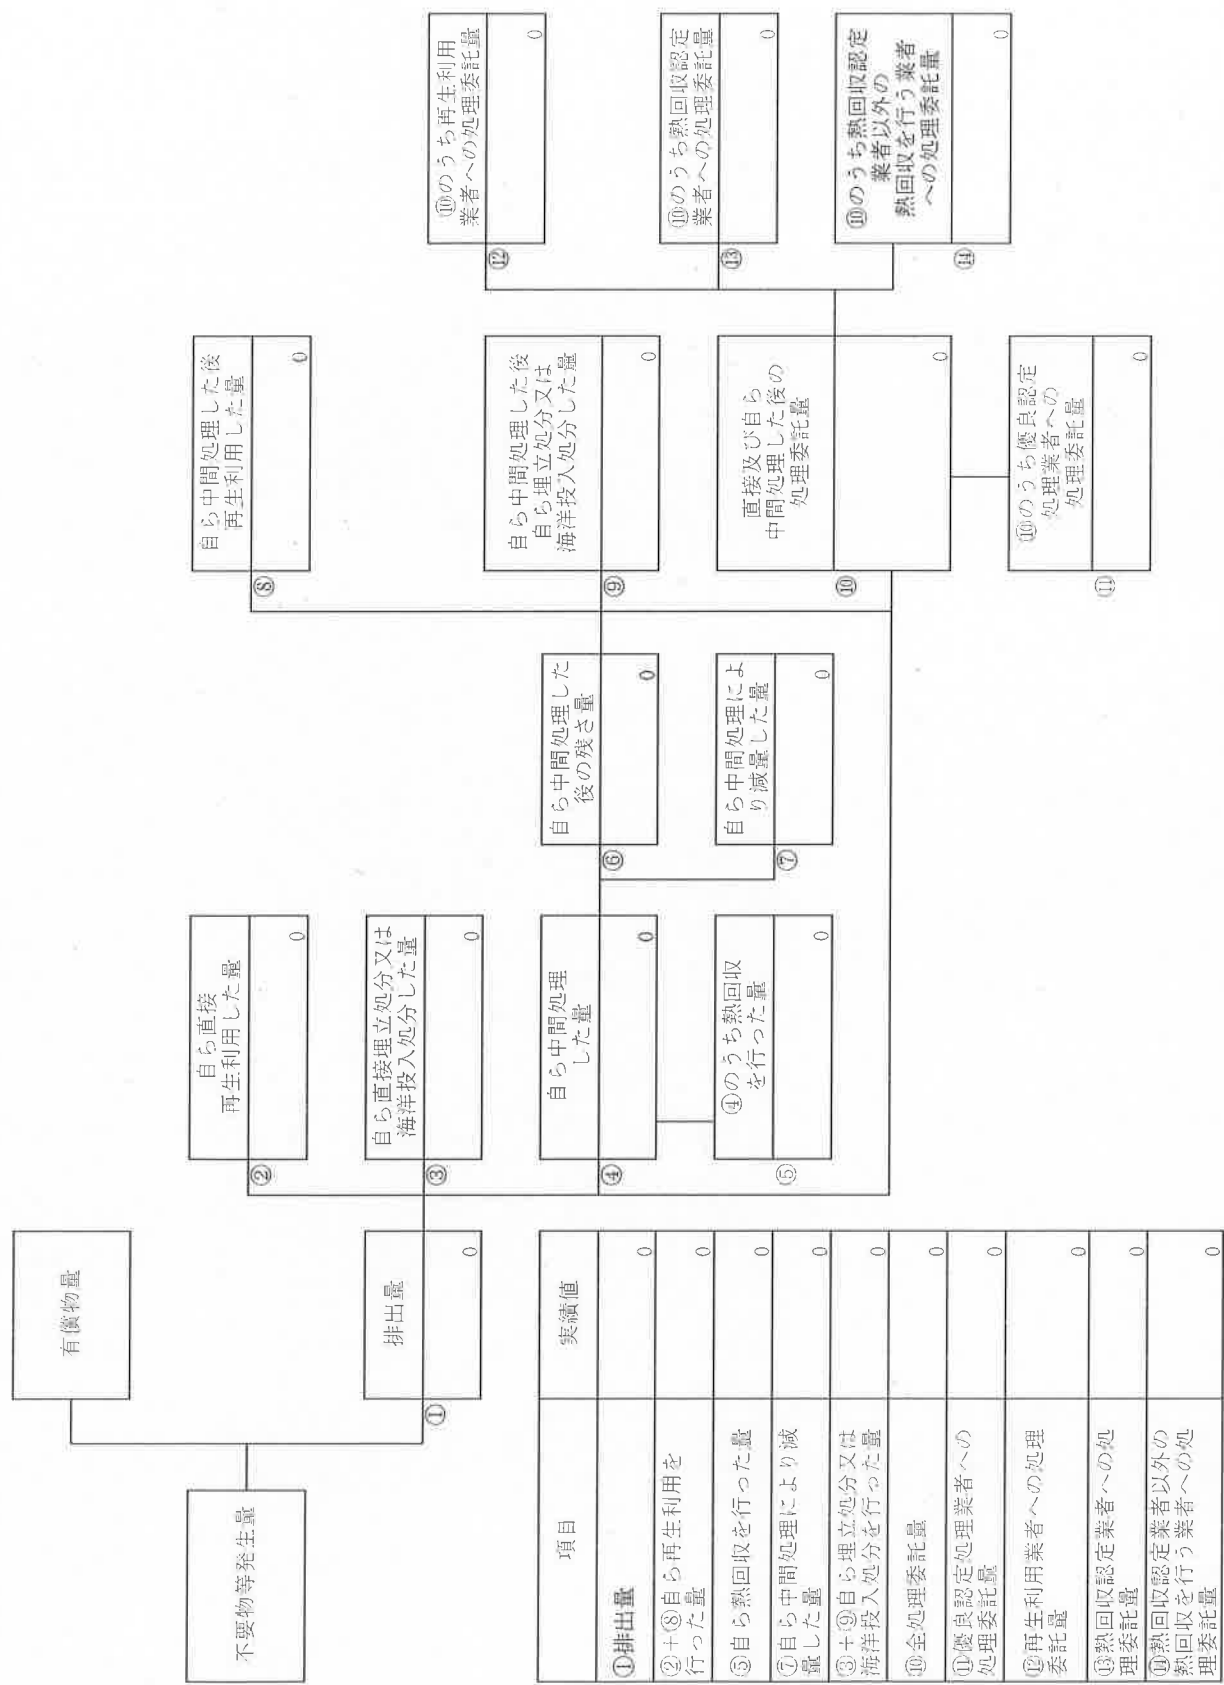 有償物量
不要物等発生量
排出量
①
0
自ら直接
再生利用した量
②
0
自ら直接埋立処分又は
海洋投入処分した量
③
0
自ら中間処理
した量
④
0
④のうち熱回収
を行った量
⑤
0
自ら中間処理した
後の残さ量
⑥
0
自ら中間処理によ
り減量した量
⑦
0
自ら中間処理した後
再生利用した量
⑧
0
自ら中間処理した後
自ら埋立処分又は
海洋投入処分した量
⑨
0
直接及び自ら
中間処理した後の
処理委託量
⑩
0
⑩のうち優良認定
処理業者への
処理委託量
⑪
0
⑩のうち再生利用
業者への処理委託量
⑫
0
⑩のうち熱回収認定
業者への処理委託量
⑬
0
⑩のうち熱回収認定
業者以外の
熱回収を行う業者
への処理委託量
⑭
0
項目 実績値
①排出量 0
②+⑧自ら再生利用を
行った量 0
⑤自ら熱回収を行った量 0
⑦自ら中間処理により減
量した量 0
③+⑨自ら埋立処分又は
海洋投入処分を行った量 0
⑩全処理委託量 0
⑪優良認定処理業者への
処理委託量 0
⑫再生利用業者への処理
委託量 0
⑬熱回収認定業者への処
理委託量 0
⑭熱回収認定業者以外の
熱回収を行う業者への処
理委託量 0